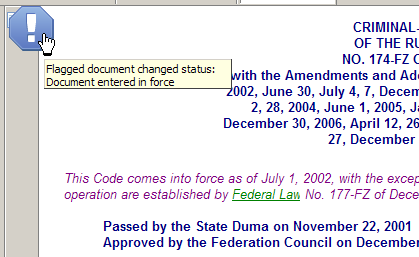 CRIMINAL-
OF THE RU
NO. 174-FZ O
with the Amendments and Add
Flagged document changed status:
Document entered in force
2002, June 30, July 4, 7, Decem
2, 28, 2004, June 1, 2005, Ja
December 30, 2006, April 12, 26
27, December
This Code comes into force as of July 1, 2002, with the excep
operation are established by Federal Law No. 177-FZ of Dece
Passed by the State Duma on November 22, 2001
Approved by the Federation Council on December